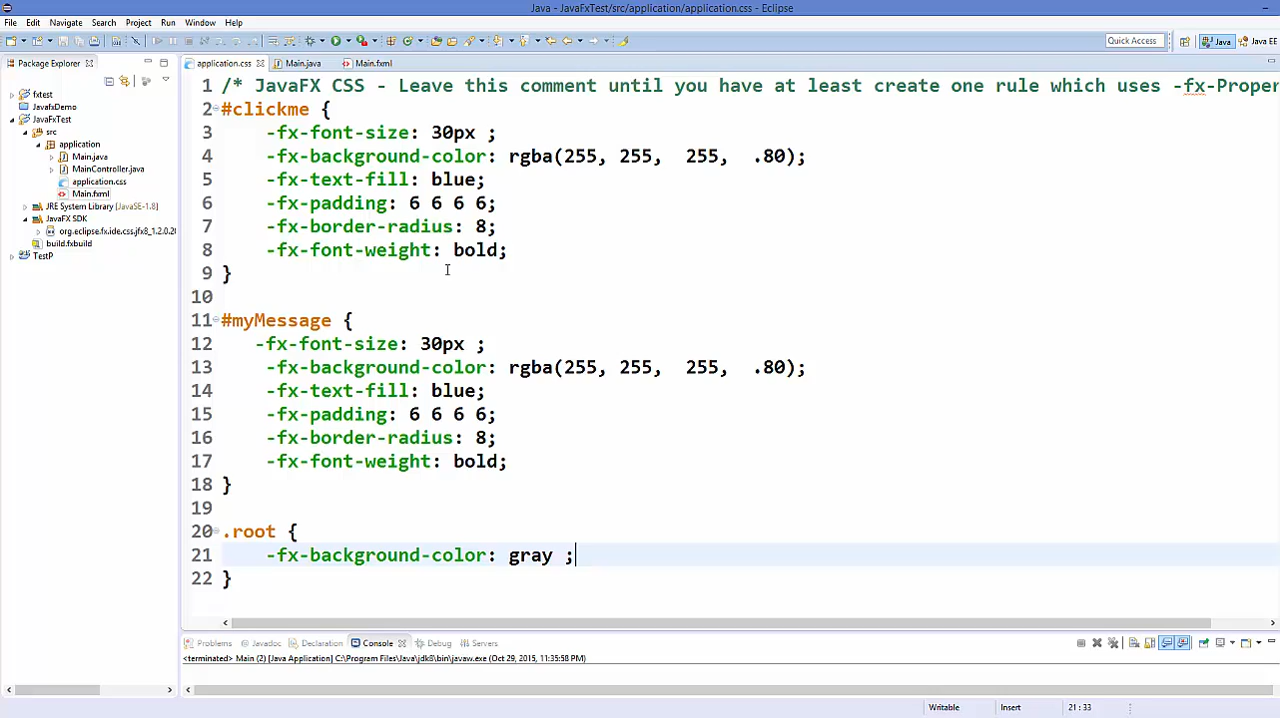 Java - JavaFxTest/src/application/application.css - Eclipse
File Edit Navigate Search Project Run Window Help
Quick Access Java Java EE
Package Explorer
fxtest
JavafxDemo
JavaFxTest
src
application
Main.java
MainController.java
application.css
Main.fxml
JRE System Library [JavaSE-1.8]
JavaFX SDK
org.eclipse.fx.ide.css.jfx8_1.2.0.20
build.fxbuild
TestP
application.css Main.java Main.fxml
1 /* JavaFX CSS - Leave this comment until you have at least create one rule which uses -fx-Proper
2 #clickme {
3 -fx-font-size: 30px ;
4 -fx-background-color: rgba(255, 255, 255, .80);
5 -fx-text-fill: blue;
6 -fx-padding: 6 6 6 6;
7 -fx-border-radius: 8;
8 -fx-font-weight: bold;
9 }
10
11 #myMessage {
12 -fx-font-size: 30px ;
13 -fx-background-color: rgba(255, 255, 255, .80);
14 -fx-text-fill: blue;
15 -fx-padding: 6 6 6 6;
16 -fx-border-radius: 8;
17 -fx-font-weight: bold;
18 }
19
20 .root {
21 -fx-background-color: gray ;
22 }
Problems Javadoc Declaration Console Debug Servers
<terminated> Main (2) [Java Application] C:\Program Files\Java\jdk8\bin\javaw.exe (Oct 29, 2015, 11:35:58 PM)
Writable Insert 21 : 33